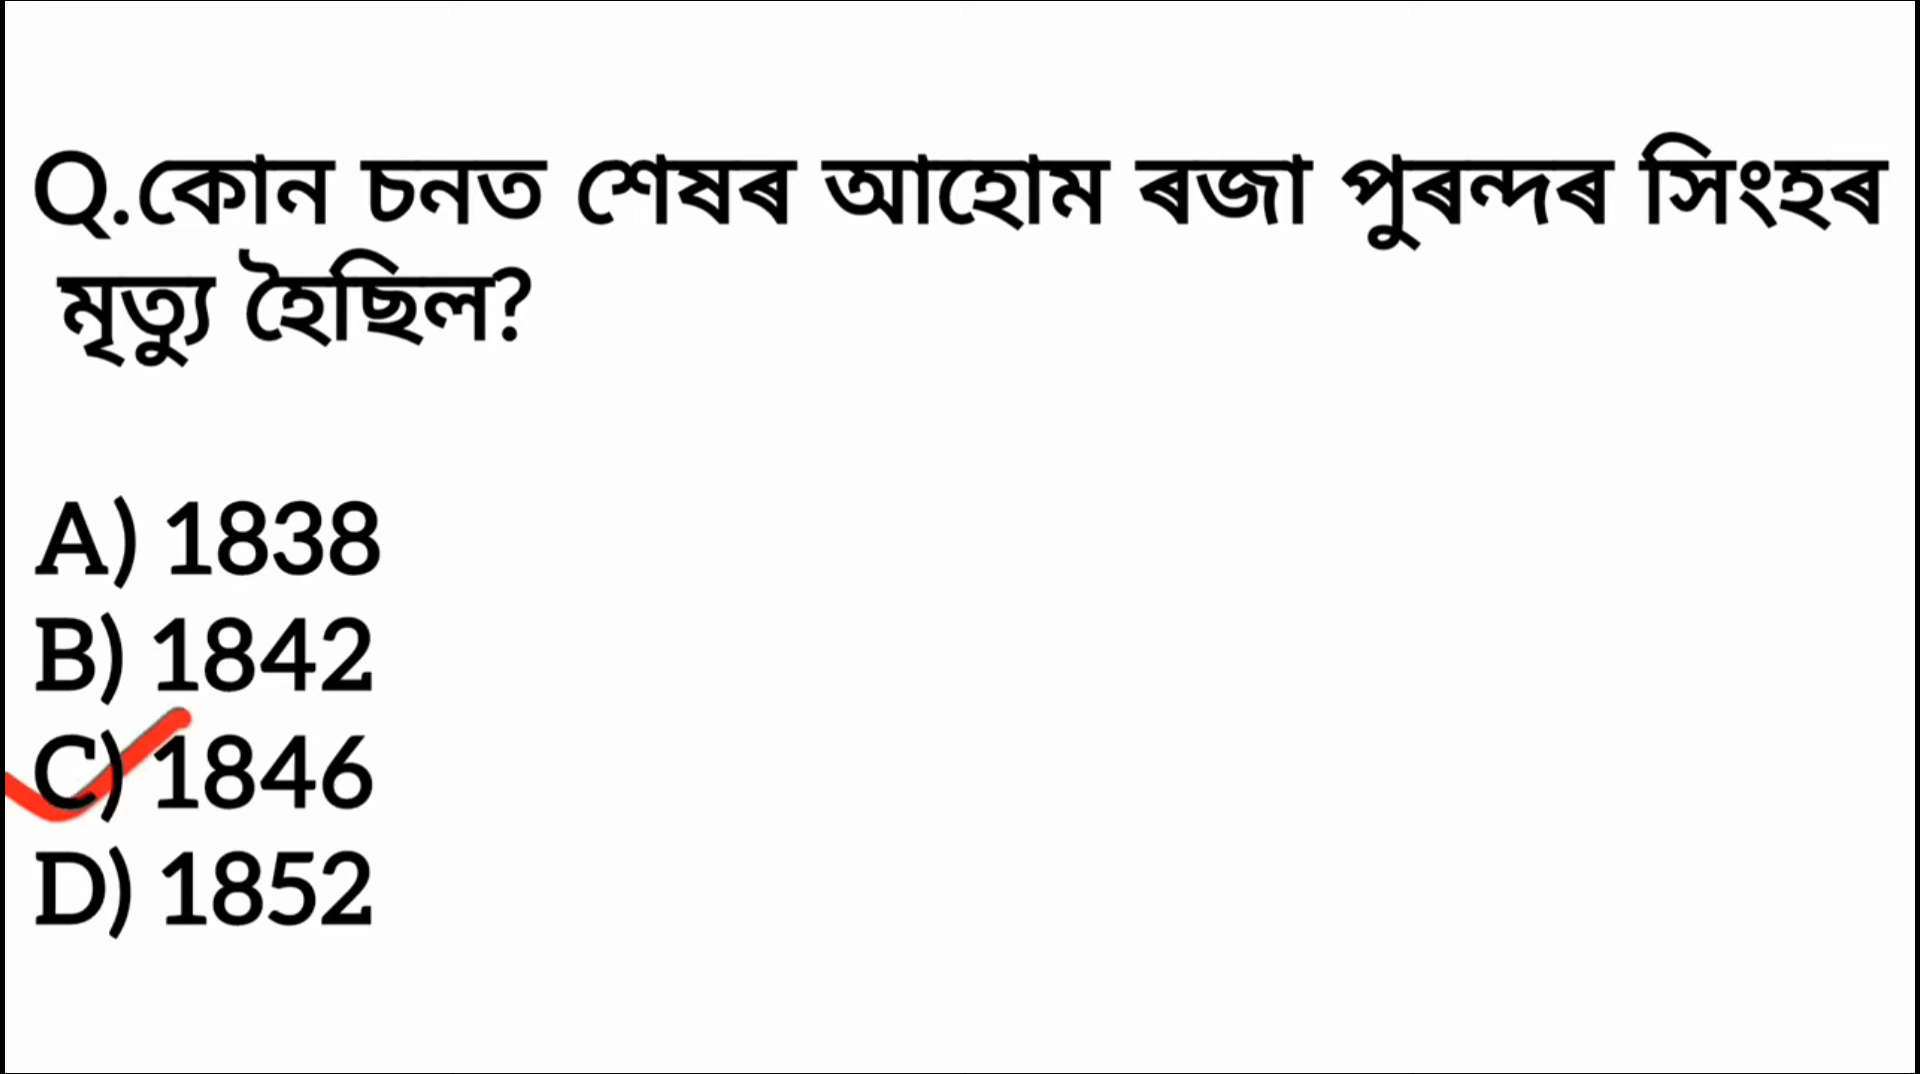 Q.কোন চনত শেষৰ আহোম ৰজা পুৰন্দৰ সিংহৰ
মৃত্যু হৈছিল?
A) 1838
B) 1842
C) 1846
D) 1852